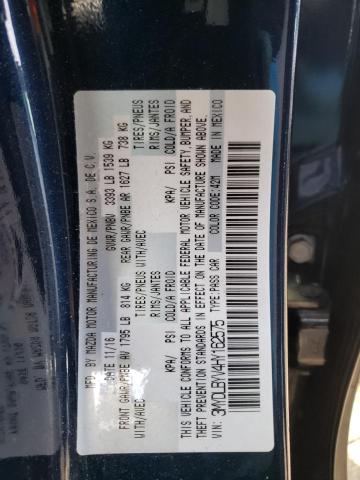 MFD. BY MAZDA MOTOR MANUFACTURING DE MEXICO S.A. DE C.V.
DATE: 11/16 GVWR/PNBV 3393 LB 1539 KG
FRONT GAWR/PMSE AV 1795 LB 814 KG REAR GAWR/PNBE AR 1627 LB 738 KG
WITH/AVEC TIRES/PNEUS WITH/AVEC TIRES/PNEUS
RIMS/JANTES RIMS/JANTES
KPA/ PSI COLD/A FROID KPA/ PSI COLD/A FROID
THIS VEHICLE CONFORMS TO ALL APPLICABLE FEDERAL MOTOR VEHICLE SAFETY, BUMPER, AND
THEFT PREVENTION STANDARDS IN EFFECT ON THE DATE OF MANUFACTURE SHOWN ABOVE.
TYPE:PASS CAR COLOR CODE:42M MADE IN MEXICO
VIN: 3MYDLBYV4HY162575